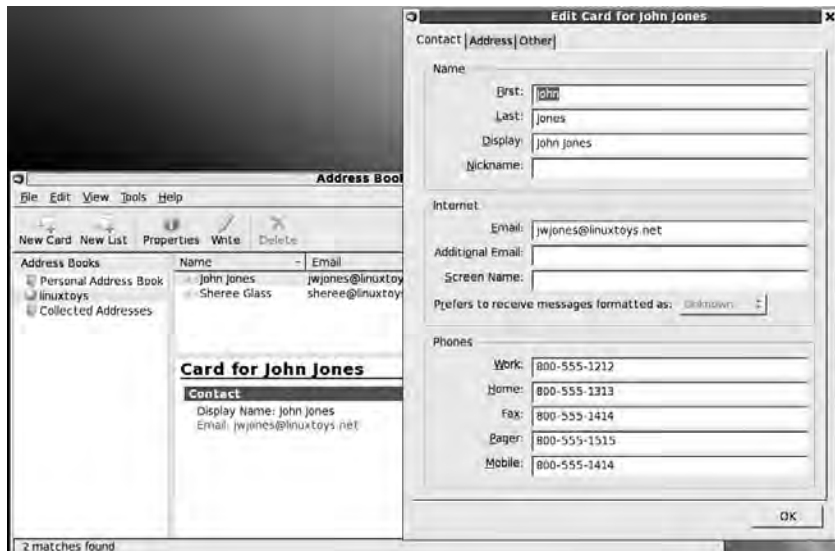 Address Book
File Edit View Tools Help
New Card New List Properties Write Delete
Address Books
Personal Address Book
linuxtoys
Collected Addresses
Name Email
John Jones jwjones@linuxtoy
Sheree Glass sheree@linuxtoy
Card for John Jones
Contact
Display Name: John Jones
Email: jwjones@linuxtoys.net
2 matches found
Edit Card for John Jones
Contact Address Other
Name
First: John
Last: Jones
Display: John Jones
Nickname:
Internet
Email: jwjones@linuxtoys.net
Additional Email:
Screen Name:
Prefers to receive messages formatted as: Unknown
Phones
Work: 800-555-1212
Home: 800-555-1313
Fax: 800-555-1414
Pager: 800-555-1515
Mobile: 800-555-1414
OK